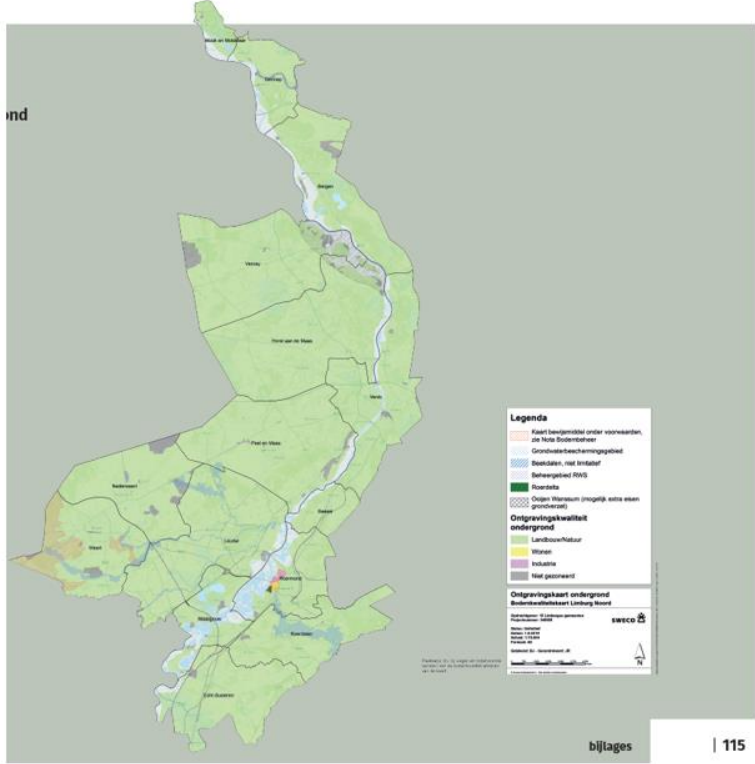 ond
Mook en Middelaar
Gennep
Bergen
Venray
Horst aan de Maas
Venlo
Peel en Maas
Nederweert
Beesel
Weert
Leudal
Roermond
Maasgouw
Roerdalen
Echt-Susteren
Legenda
Kaart bewijsmiddel onder voorwaarden,
zie Nota Bodembeheer
Grondwaterbeschermingsgebied
Beekdalen, niet limitatief
Beheergebied RWS
Roerdelta
Ooijen Wanssum (mogelijk extra eisen
grondverzet)
Ontgravingskwaliteit
ondergrond
Landbouw/Natuur
Wonen
Industrie
Niet gezoneerd
Ontgravingskaart ondergrond
Bodemkwaliteitskaart Limburg Noord
SWECO
N
bijlages
| 115